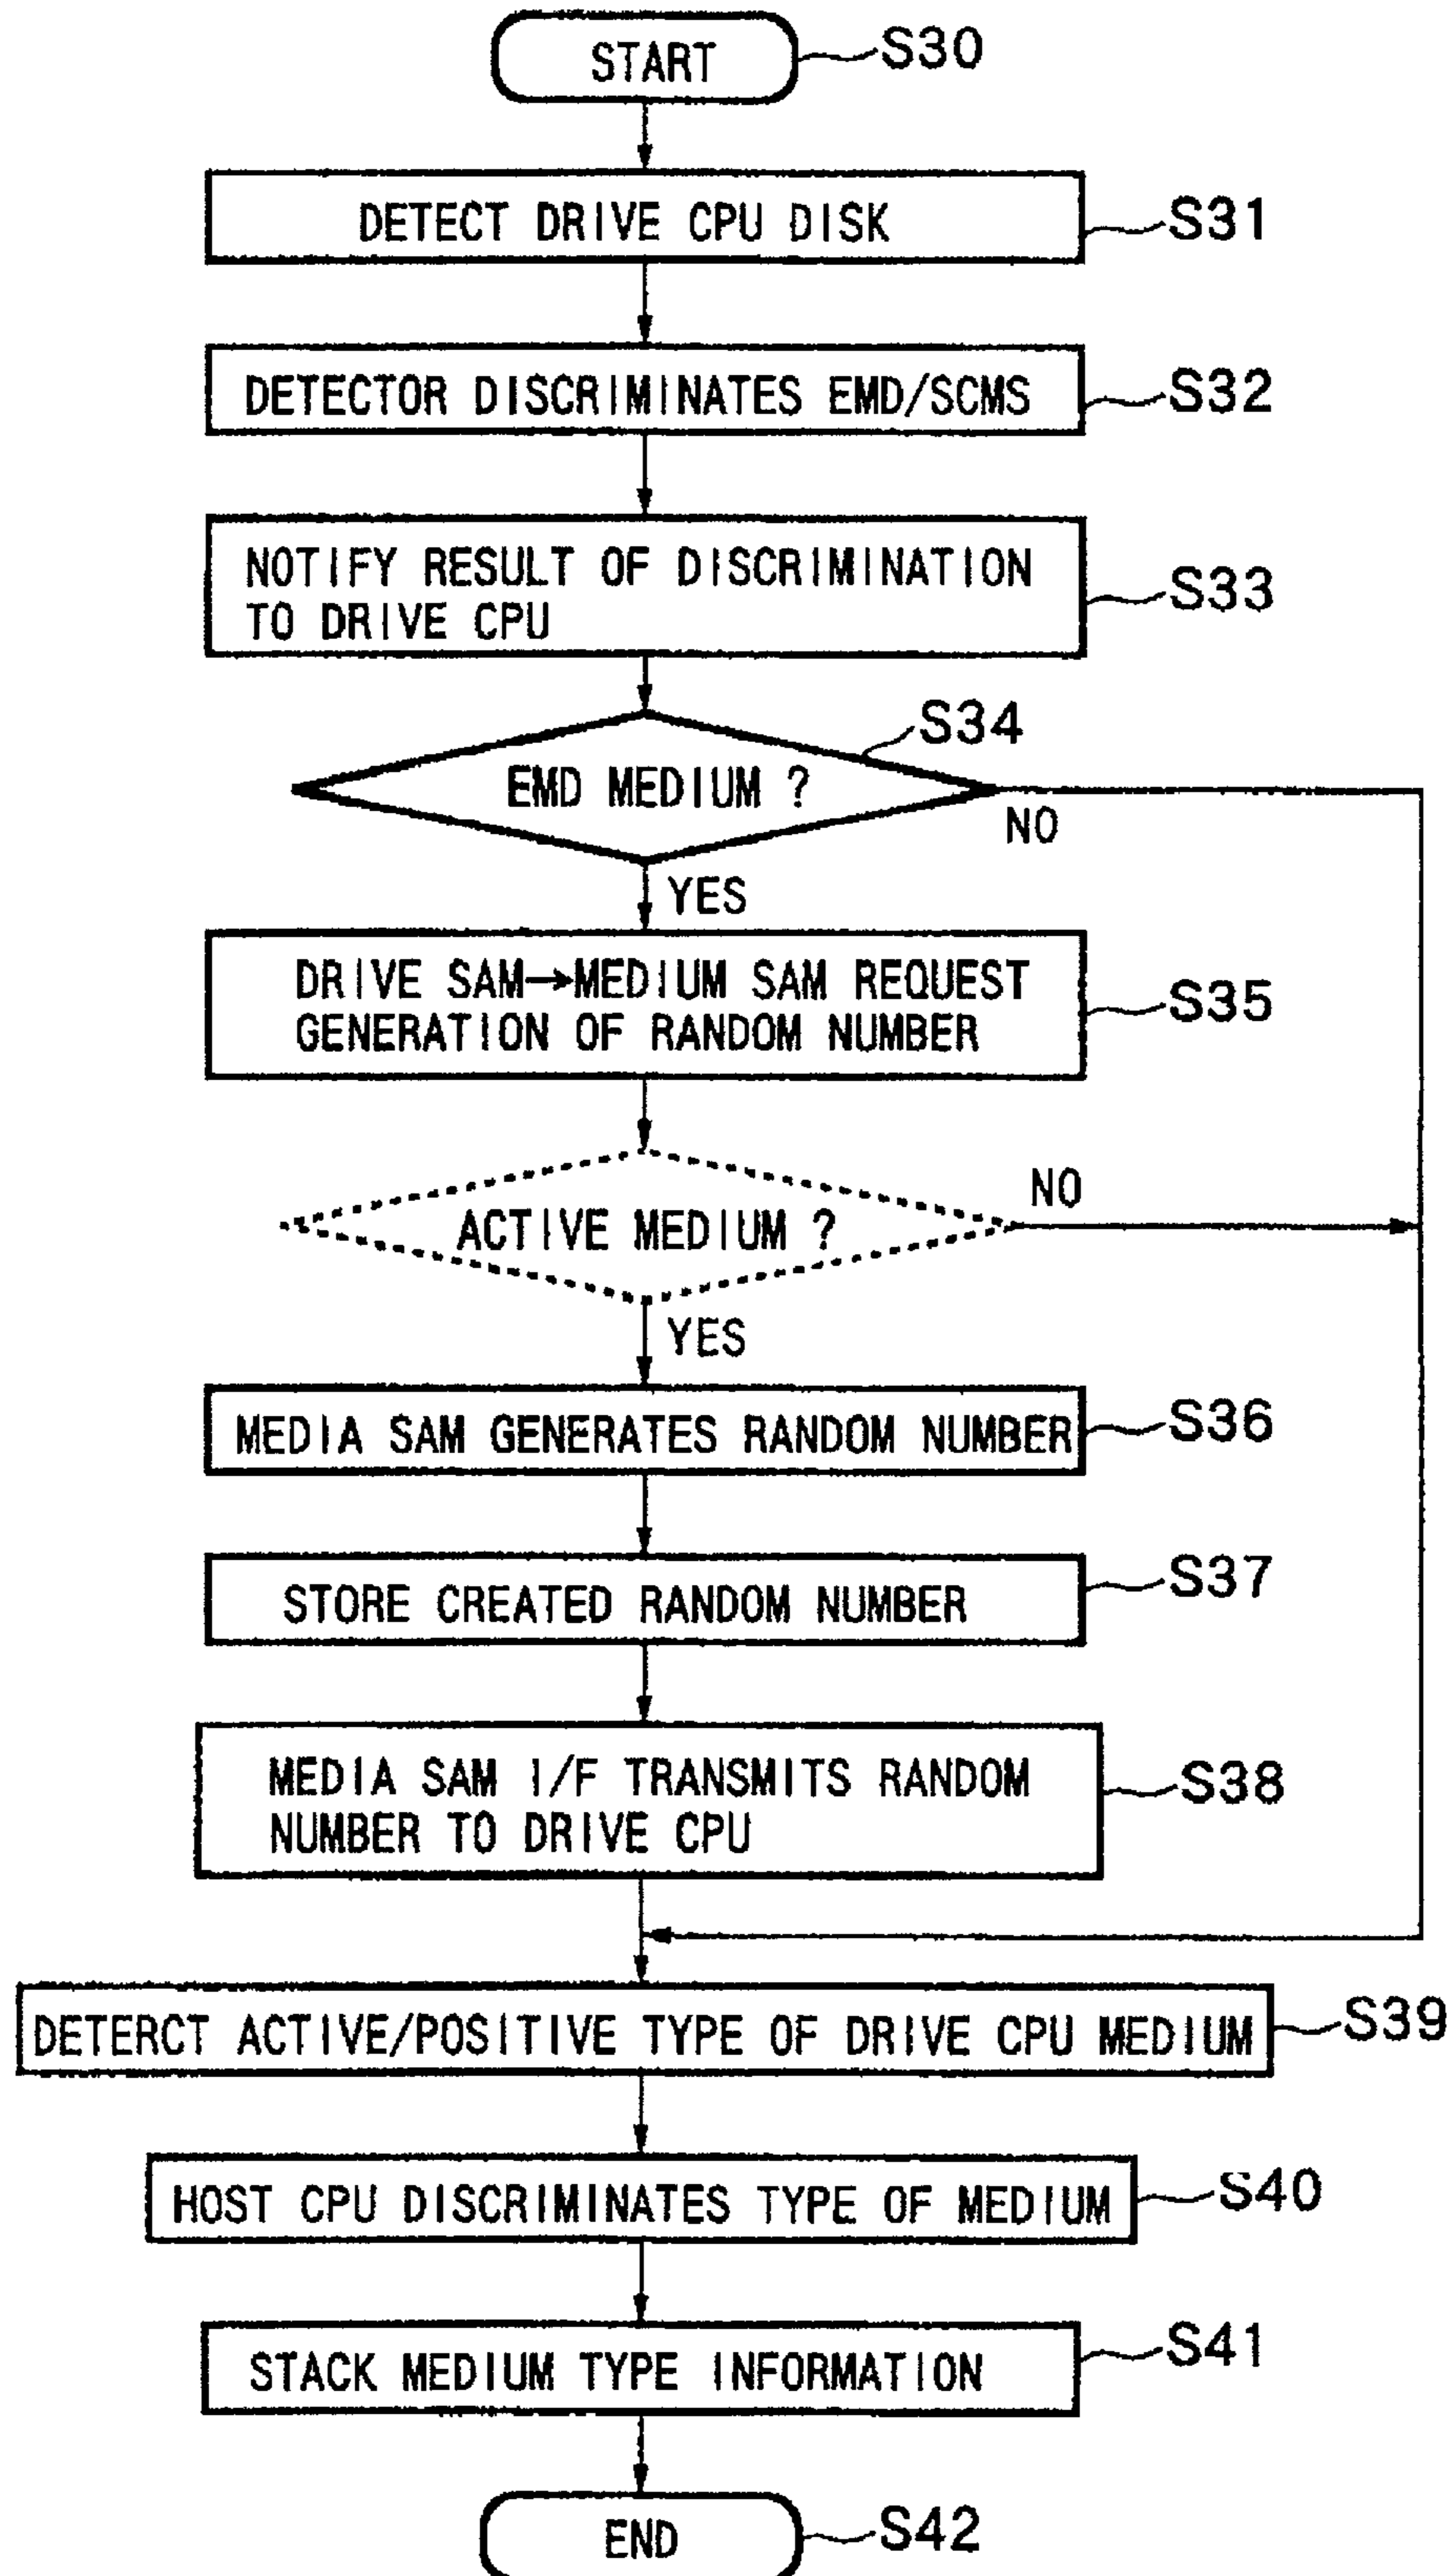 START
S30
DETECT DRIVE CPU DISK
S31
DETECTOR DISCRIMINATES EMD/SCMS
S32
NOTIFY RESULT OF DISCRIMINATION
TO DRIVE CPU
S33
S34
EMD MEDIUM ?
NO
YES
DRIVE SAM→MEDIUM SAM REQUEST
GENERATION OF RANDOM NUMBER
S35
NO
ACTIVE MEDIUM ?
YES
MEDIA SAM GENERATES RANDOM NUMBER
S36
STORE CREATED RANDOM NUMBER
S37
MEDIA SAM I/F TRANSMITS RANDOM
NUMBER TO DRIVE CPU
S38
DETERCT ACTIVE/POSITIVE TYPE OF DRIVE CPU MEDIUM
S39
HOST CPU DISCRIMINATES TYPE OF MEDIUM
S40
STACK MEDIUM TYPE INFORMATION
S41
END
S42